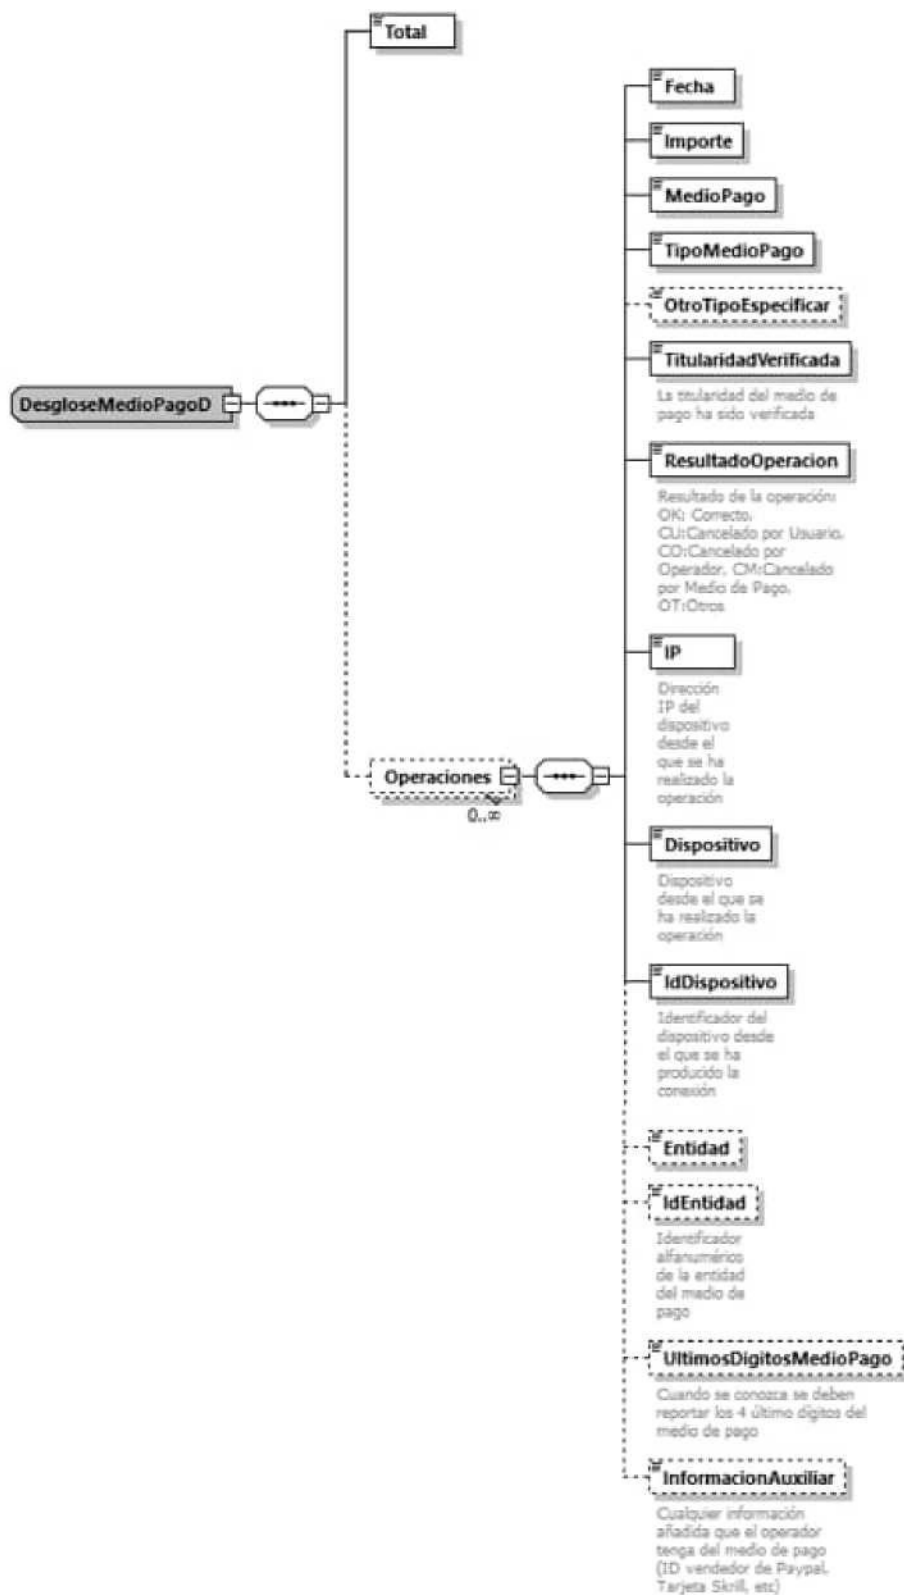 Total
Fecha
Importe
MedioPago
TipoMedioPago
OtroTipoEspecificar
TitularidadVerificada
La titularidad del medio de
pago ha sido verificada
DesgloseMedioPagoD
ResultadoOperacion
Resultado de la operación:
OK: Correcto,
CU:Cancelado por Usuario,
CO:Cancelado por
Operador, CM:Cancelado
por Medio de Pago,
OT:Otros
IP
Dirección
IP del
dispositivo
desde el
que se ha
realizado la
operación
Operaciones
0..∞
Dispositivo
Dispositivo
desde el que se
ha realizado la
operación
IdDispositivo
Identificador del
dispositivo desde
el que se ha
producido la
conexión
Entidad
IdEntidad
Identificador
alfanumérico
de la entidad
del medio de
pago
UltimosDigitosMedioPago
Cuando se conozca se deben
reportar los 4 último dígitos del
medio de pago
InformacionAuxiliar
Cualquier información
añadida que el operador
tenga del medio de pago
(ID vendedor de Paypal,
Tarjeta Skrill, etc)